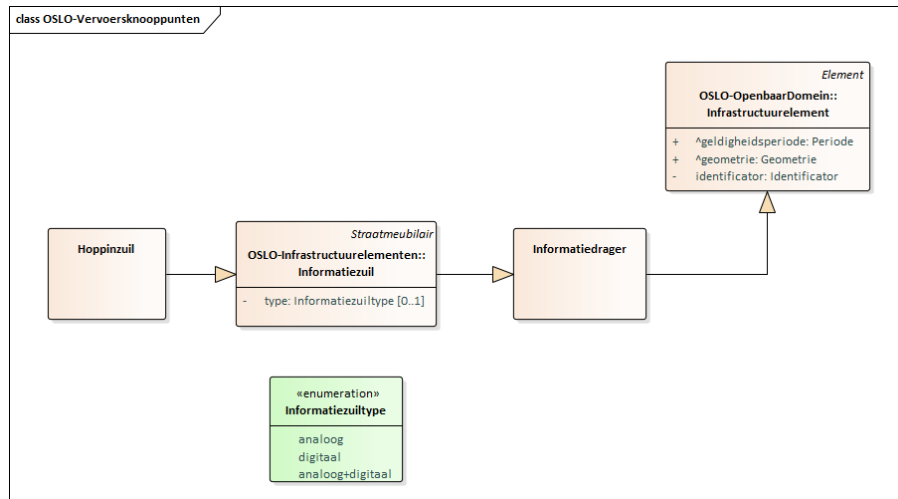 class OSLO-Vervoersknooppunten
Element
OSLO-OpenbaarDomein::
Infrastructuurelement
+ ^geldigheidsperiode: Periode
+ ^geometrie: Geometrie
- identificator: Identificator
Hoppinzuil
Straatmeubilair
OSLO-Infrastructuurelementen::
Informatiezuil
- type: Informatiezuiltype [0..1]
Informatiedrager
«enumeration»
Informatiezuiltype
analoog
digitaal
analoog+digitaal